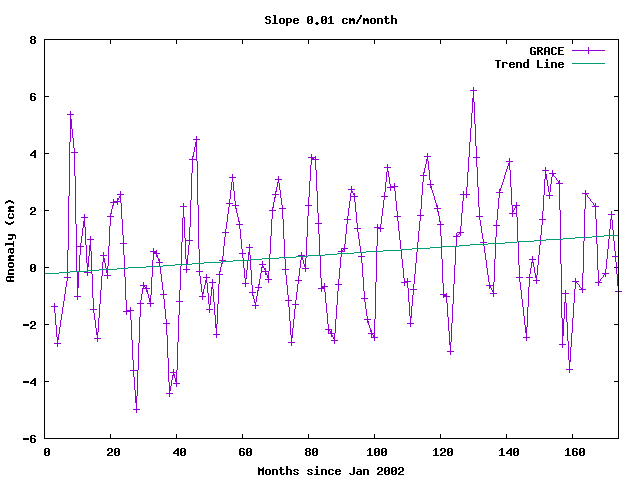 Slope 0.01 cm/month
8
6
4
2
0
-2
-4
-6
Anomaly (cm)
GRACE
Trend Line
0 20 40 60 80 100 120 140 160
Months since Jan 2002